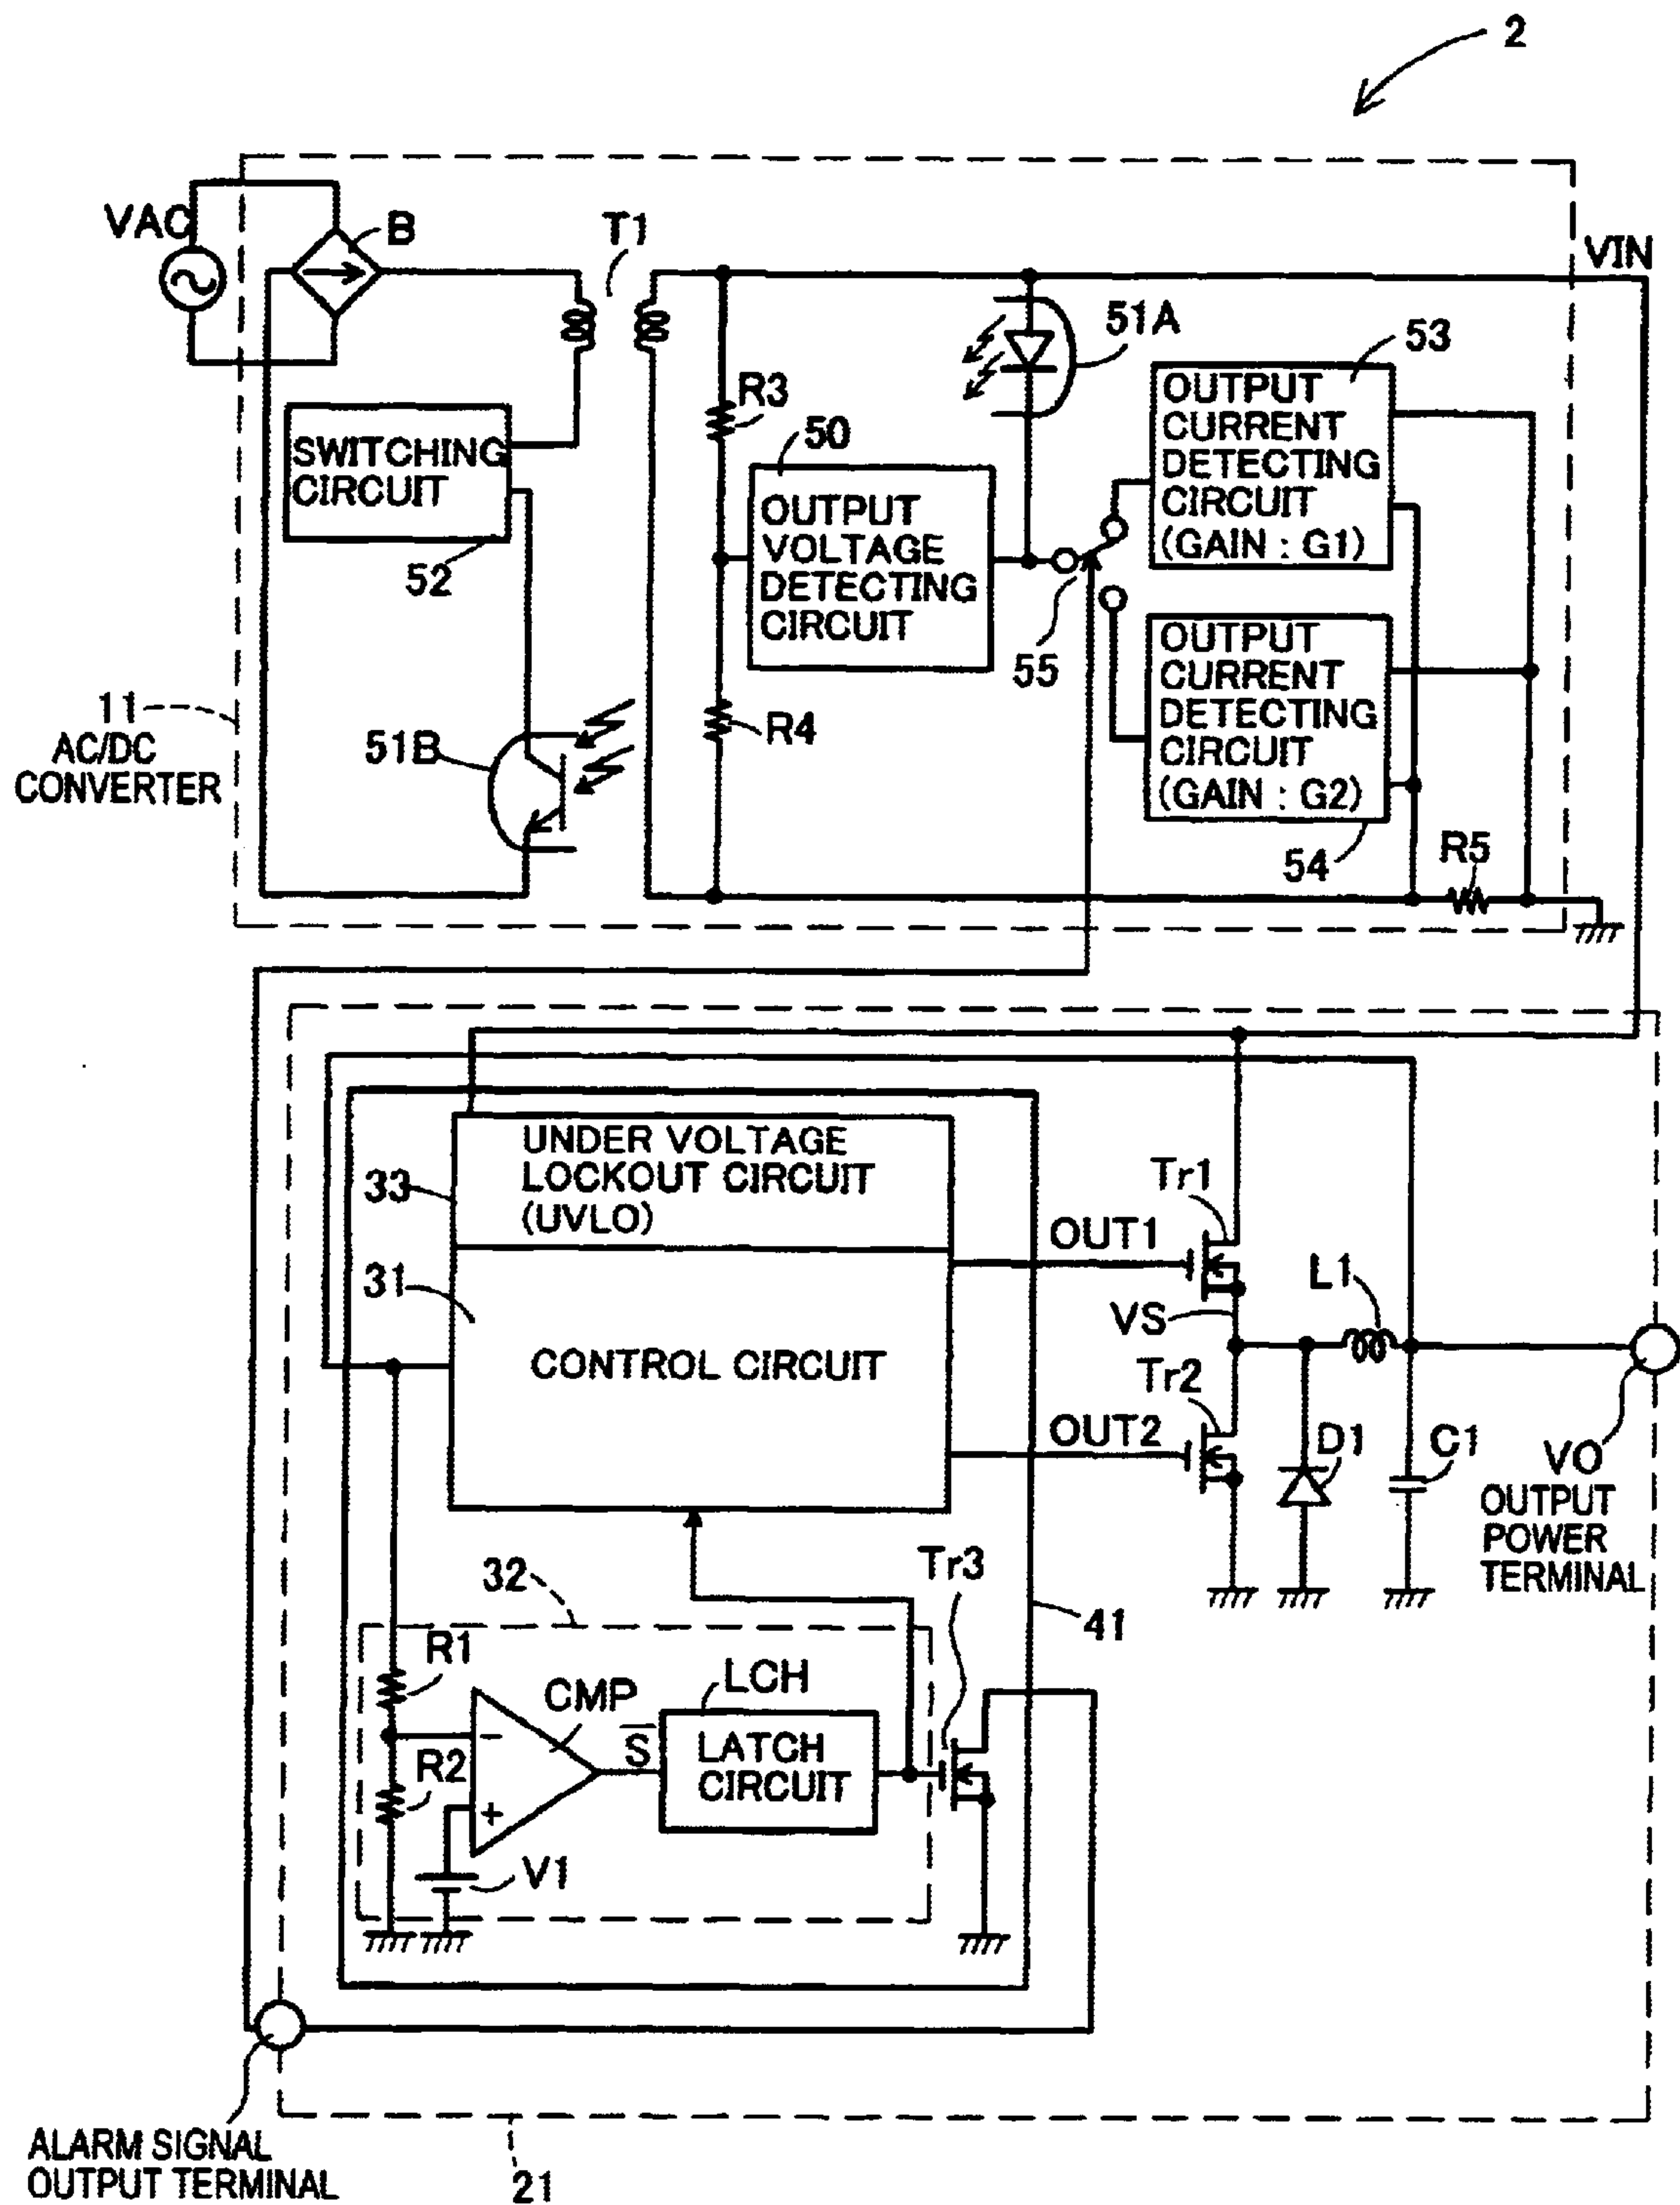 2
VAC
B
T1
VIN
51A
53
R3
50
OUTPUT
CURRENT
DETECTING
CIRCUIT
(GAIN : G1)
SWITCHING
CIRCUIT
52
OUTPUT
VOLTAGE
DETECTING
CIRCUIT
55
OUTPUT
CURRENT
DETECTING
CIRCUIT
(GAIN : G2)
11
AC/DC
CONVERTER
51B
R4
54
R5
UNDER VOLTAGE
LOCKOUT CIRCUIT
(UVLO)
33
Tr1
OUT1
31
L1
VS
CONTROL CIRCUIT
Tr2
OUT2
D1
C1
VO
OUTPUT
POWER
TERMINAL
32
Tr3
41
R1
LCH
CMP
−
S̅
LATCH
CIRCUIT
R2
+
V1
ALARM SIGNAL
OUTPUT TERMINAL
21